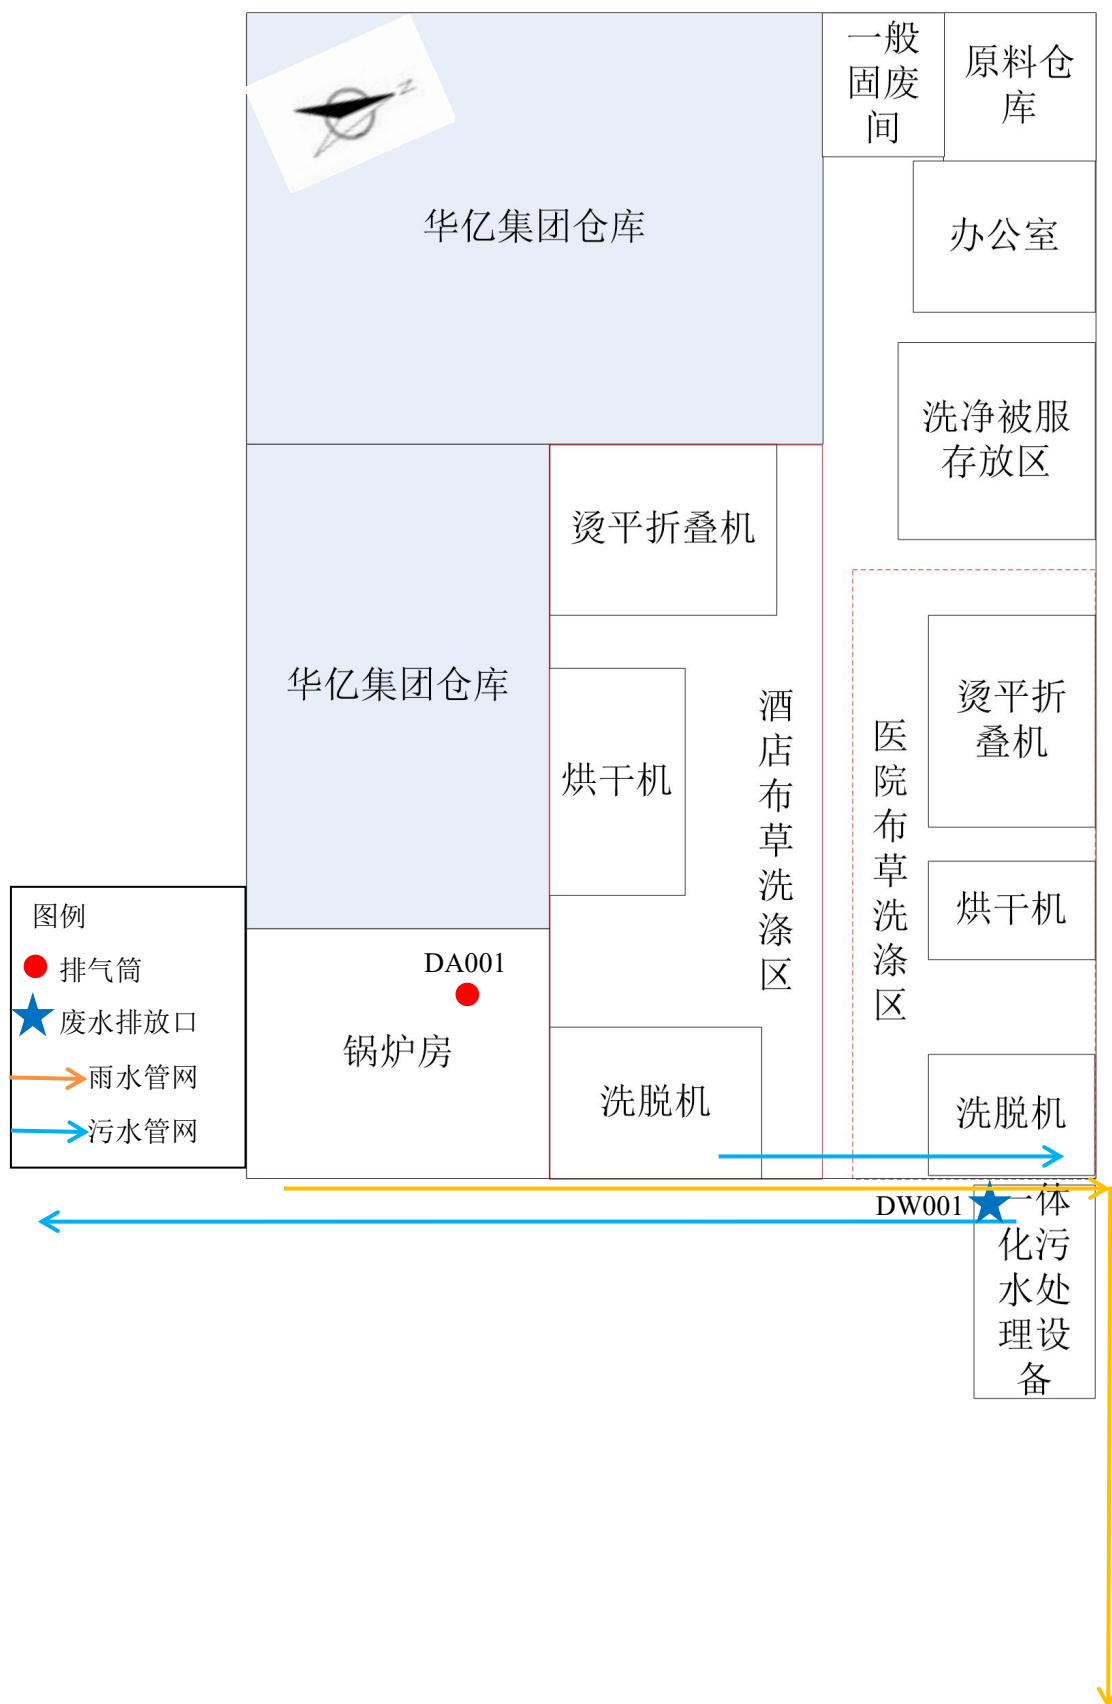 一般
固废
间
原料仓
库
N
华亿集团仓库
办公室
洗净被服
存放区
烫平折叠机
华亿集团仓库
烘干机
酒店布草洗涤区
医院布草洗涤区
烫平折
叠机
烘干机
图例
排气筒
废水排放口
雨水管网
污水管网
DA001
锅炉房
洗脱机
洗脱机
DW001
一体
化污
水处
理设
备